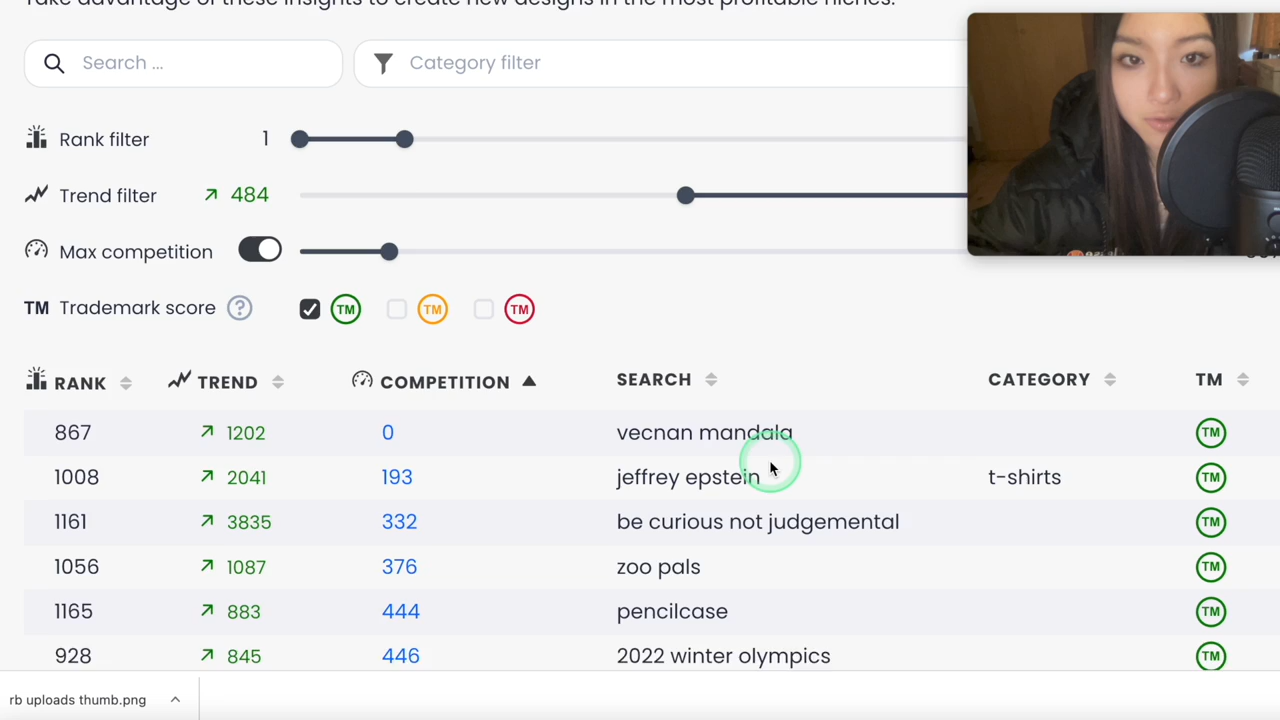 Take advantage of these insights to create new designs in the most profitable niches.
Search ...
Category filter
Rank filter 1
Trend filter 484
Max competition
TM Trademark score ? TM TM TM
RANK TREND COMPETITION SEARCH CATEGORY TM
867 1202 0 vecnan mandala TM
1008 2041 193 jeffrey epstein t-shirts TM
1161 3835 332 be curious not judgemental TM
1056 1087 376 zoo pals TM
1165 883 444 pencilcase TM
928 845 446 2022 winter olympics TM
rb uploads thumb.png